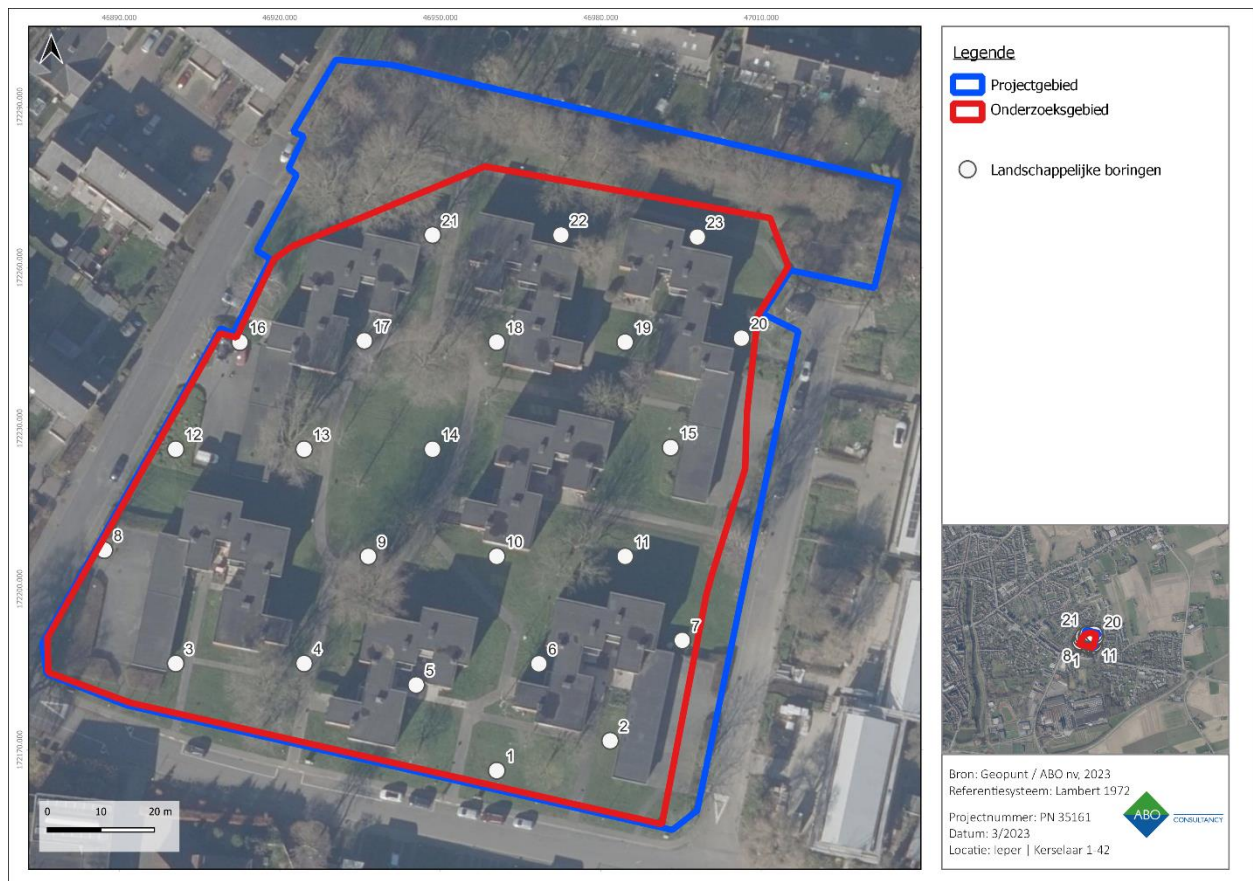 46890.000 46920.000 46950.000 46980.000 47010.000
172290.000
172260.000
172230.000
172200.000
172170.000
21
22
23
16
17
18
19
20
12
13
14
15
8
9
10
11
3
4
5
6
7
2
1
0 10 20 m
Legende
Projectgebied
Onderzoeksgebied
Landschappelijke boringen
21 20
8 11
1
Bron: Geopunt / ABO nv, 2023
Referentiesysteem: Lambert 1972
Projectnummer: PN 35161
Datum: 3/2023
Locatie: Ieper | Kerselaar 1-42
ABO CONSULTANCY